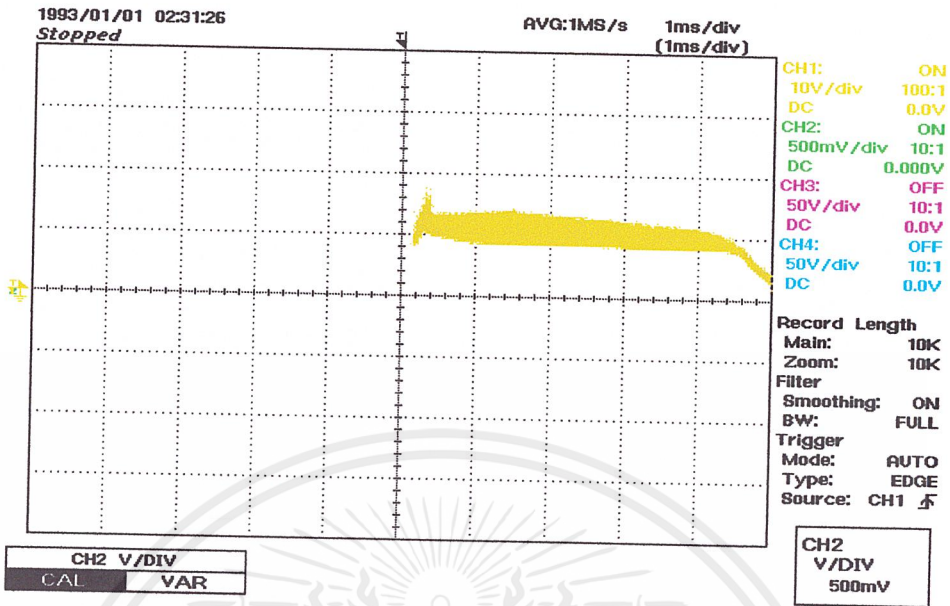 1993/01/01 02:31:26
Stopped
AVG:1MS/s 1ms/div
(1ms/div)
CH1: ON
10V/div 100:1
DC 0.0V
CH2: ON
500mV/div 10:1
DC 0.000V
CH3: OFF
50V/div 10:1
DC 0.0V
CH4: OFF
50V/div 10:1
DC 0.0V
Record Length
Main: 10K
Zoom: 10K
Filter
Smoothing: ON
BW: FULL
Trigger
Mode: AUTO
Type: EDGE
Source: CH1
CH2 V/DIV
CAL VAR
CH2
V/DIV
500mV